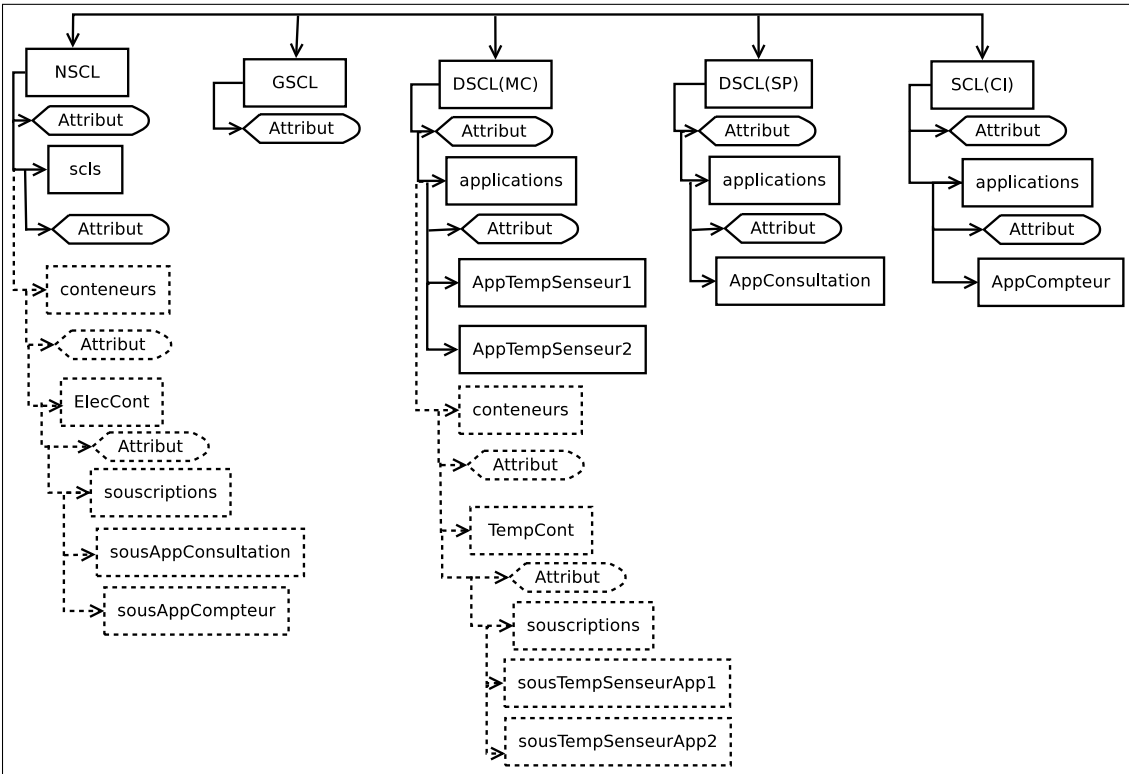 NSCL
Attribut
scls
Attribut
conteneurs
Attribut
ElecCont
Attribut
souscriptions
sousAppConsultation
sousAppCompteur
GSCL
Attribut
DSCL(MC)
Attribut
applications
Attribut
AppTempSenseur1
AppTempSenseur2
conteneurs
Attribut
TempCont
Attribut
souscriptions
sousTempSenseurApp1
sousTempSenseurApp2
DSCL(SP)
Attribut
applications
Attribut
AppConsultation
SCL(CI)
Attribut
applications
Attribut
AppCompteur